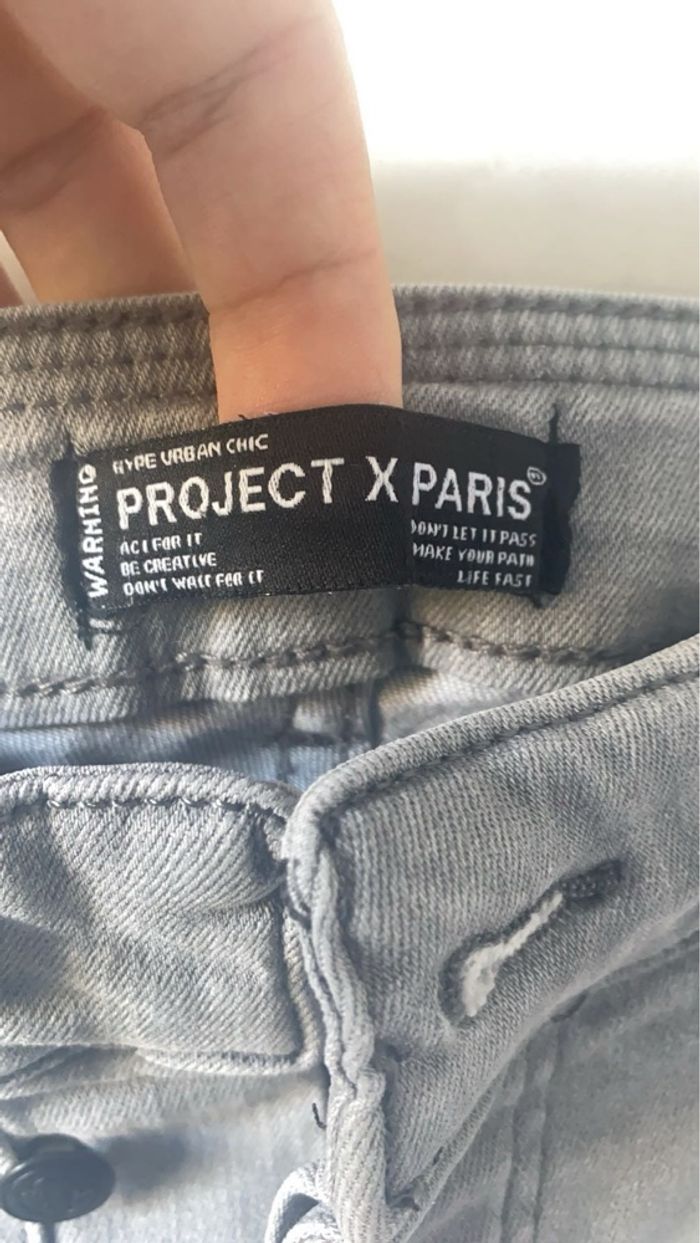 WARNING
HYPE URBAN CHIC
PROJECT X PARIS®
ACT FOR IT
BE CREATIVE
DON'T WAIT FOR IT
DON'T LET IT PASS
MAKE YOUR PATH
LIFE FAST